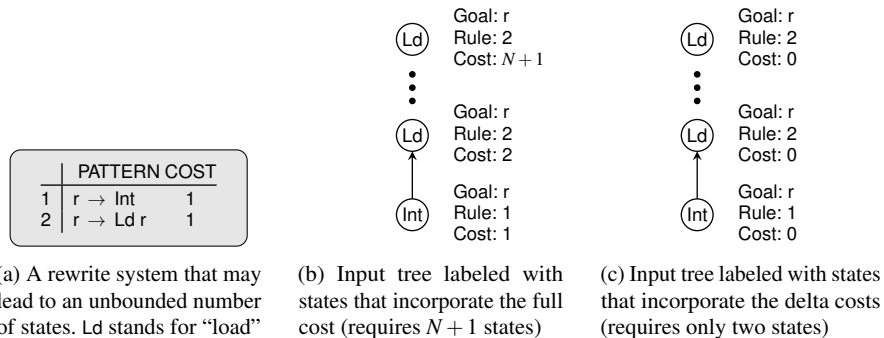 PATTERN COST
1 r → Int 1
2 r → Ld r 1
(a) A rewrite system that may
lead to an unbounded number
of states. Ld stands for “load”
Ld
Goal: r
Rule: 2
Cost: N + 1
Ld
Goal: r
Rule: 2
Cost: 2
Int
Goal: r
Rule: 1
Cost: 1
(b) Input tree labeled with
states that incorporate the full
cost (requires N + 1 states)
Ld
Goal: r
Rule: 2
Cost: 0
Ld
Goal: r
Rule: 2
Cost: 0
Int
Goal: r
Rule: 1
Cost: 0
(c) Input tree labeled with states
that incorporate the delta costs
(requires only two states)